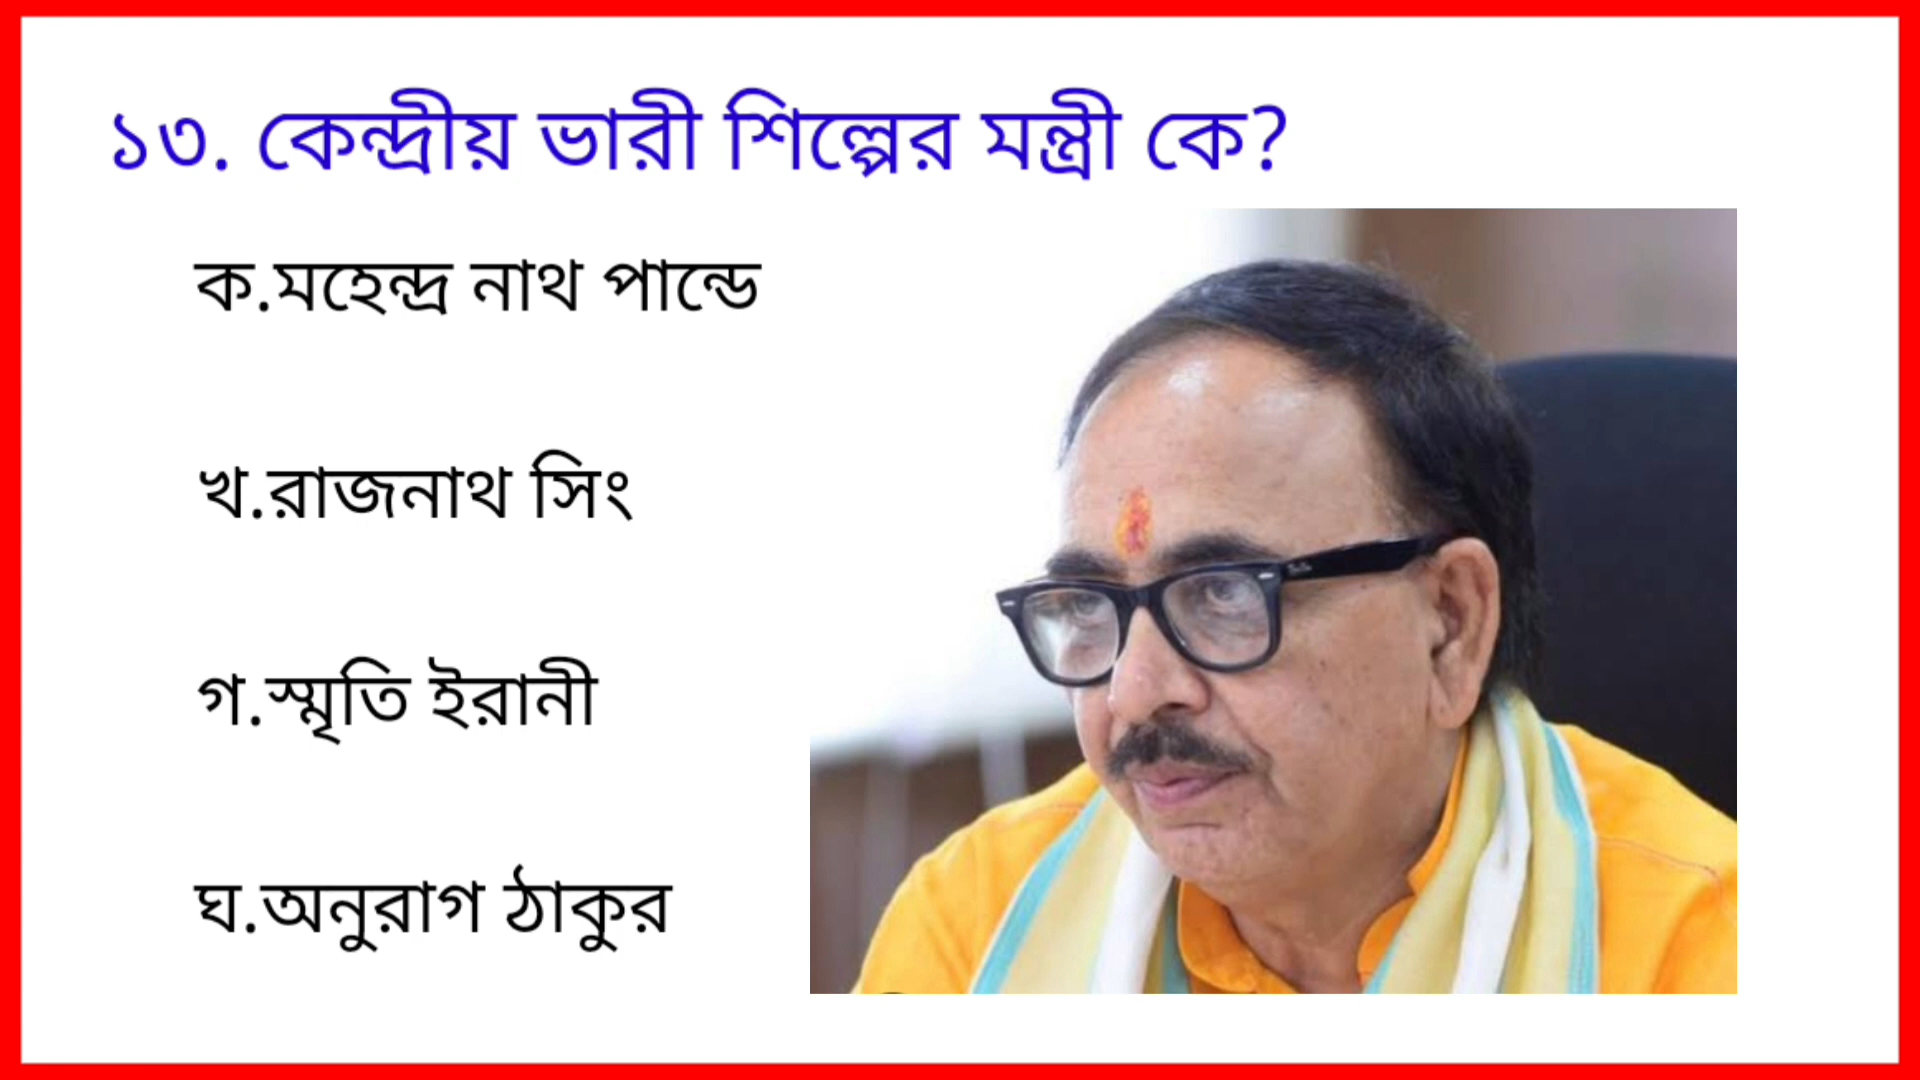 ১৩. কেন্দ্রীয় ভারী শিল্পের মন্ত্রী কে?
ক.মহেন্দ্র নাথ পান্ডে
খ.রাজনাথ সিং
গ.স্মৃতি ইরানী
ঘ.অনুরাগ ঠাকুর